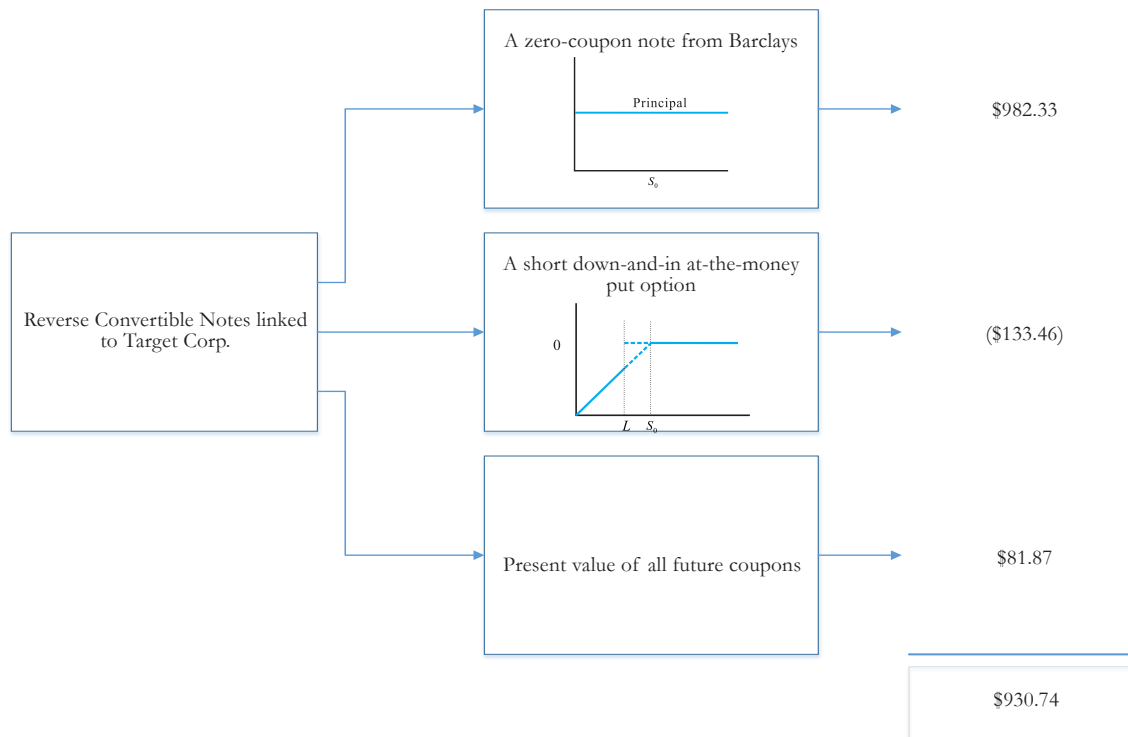 A zero-coupon note from Barclays
Principal
S₀
$982.33
Reverse Convertible Notes linked
to Target Corp.
A short down-and-in at-the-money
put option
0
L S₀
($133.46)
Present value of all future coupons
$81.87
$930.74